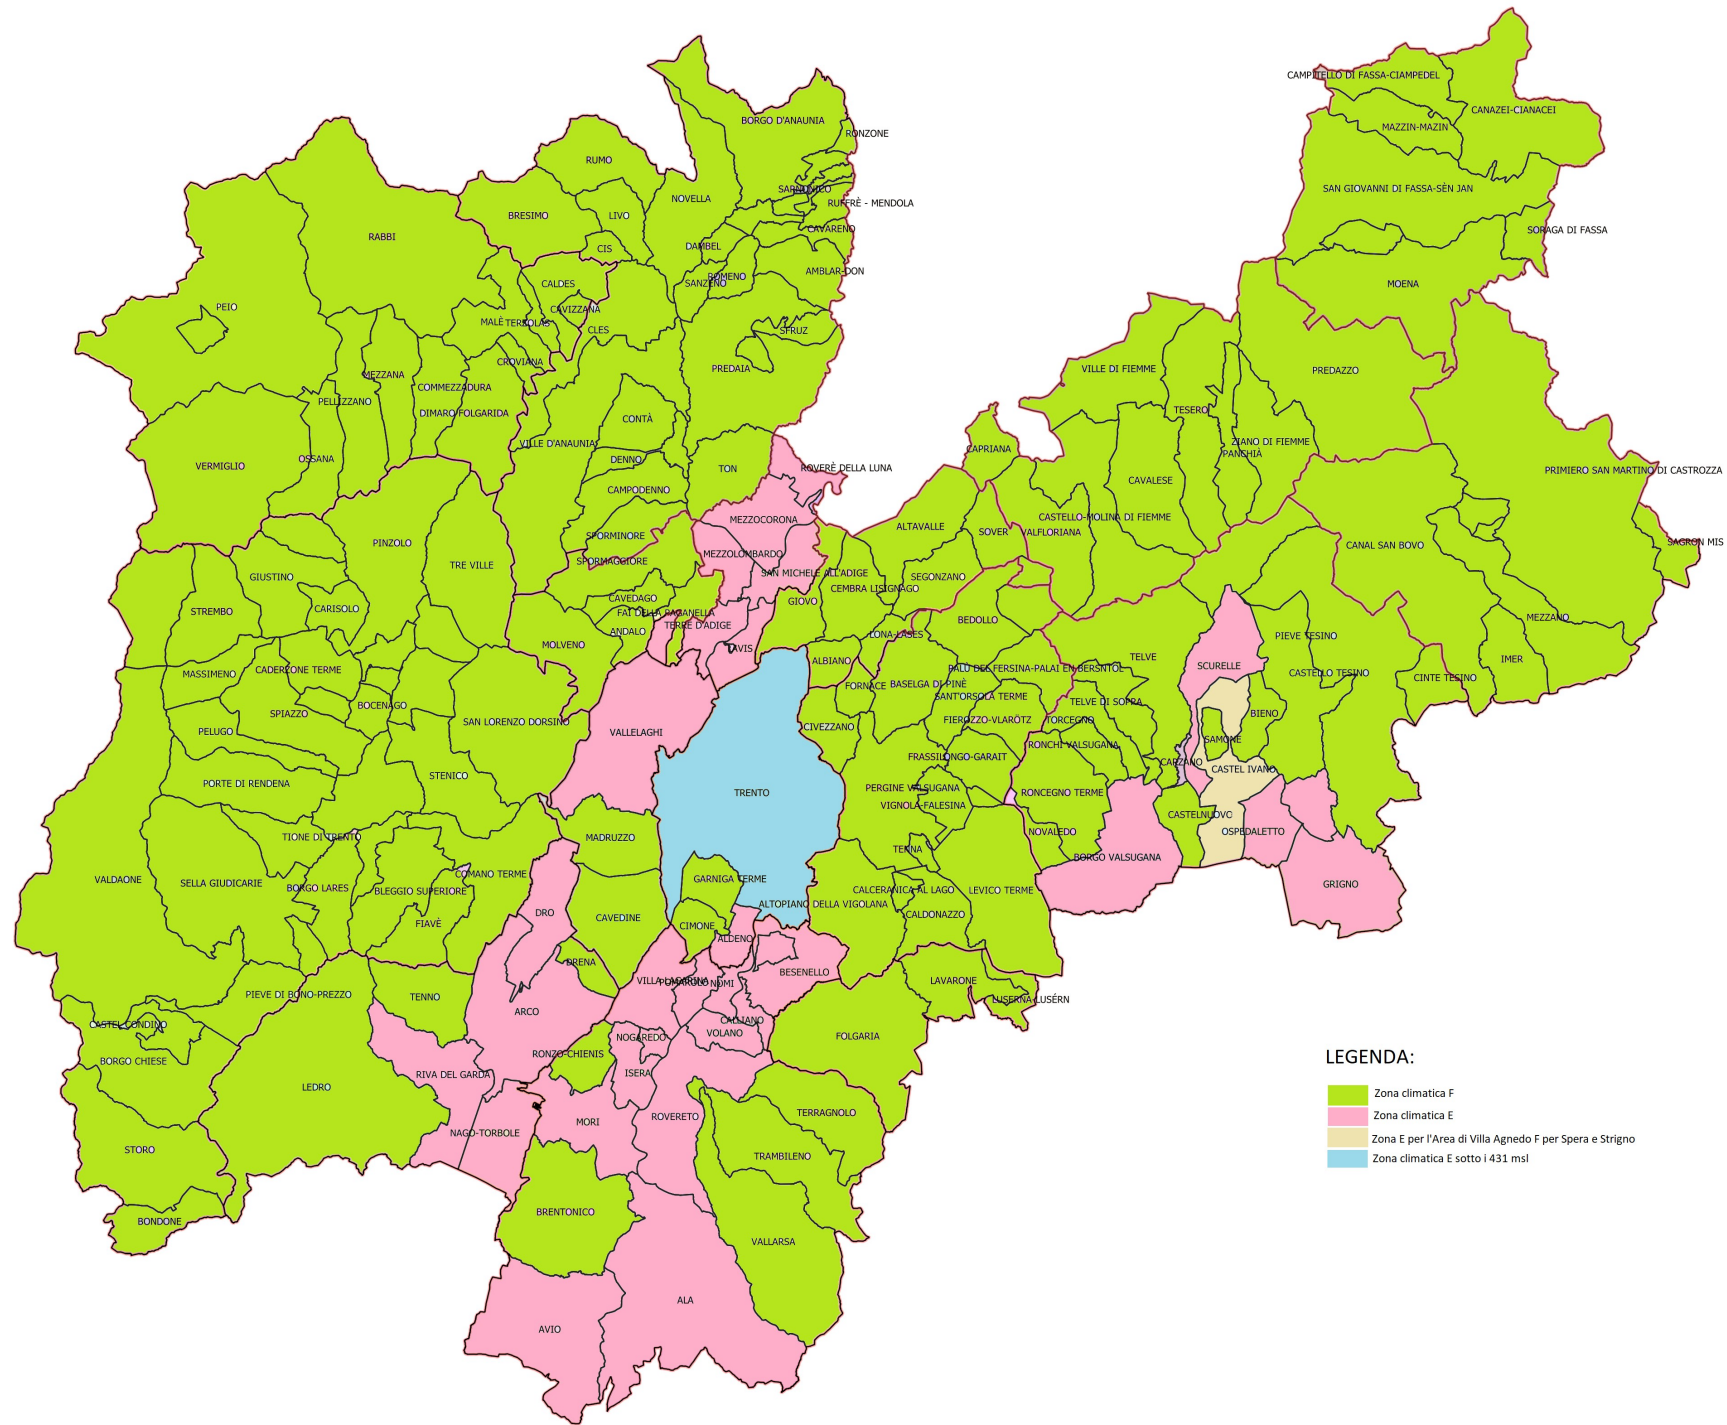 CAMPITELLO DI FASSA-CIAMPEDEL
CANAZEI-CIANACEI
BORGO D'ANAUNIA
MAZZIN-MAZIN
RONZONE
RUMO
SAN GIOVANNI DI FASSA-SÈN JAN
SARNONICO
NOVELLA
RUFFRÈ - MENDOLA
BRESIMO
LIVO
CAVARENO
SORAGA DI FASSA
RABBI
CIS
DAMBEL
AMBLAR-DON
ROMENO
SANZENO
CALDES
MOENA
PEIO
CAVIZZANA
MALÈ
TERZOLAS
CLES
SFRUZ
CROVIANA
PREDAIA
VILLE DI FIEMME
PREDAZZO
MEZZANA
COMMEZZADURA
PELLIZZANO
DIMARO FOLGARIDA
TESERO
CONTÀ
VILLE D'ANAUNIA
ZIANO DI FIEMME
CAPRIANA
PANCHIÀ
OSSANA
DENNO
VERMIGLIO
TON
ROVERÈ DELLA LUNA
PRIMIERO SAN MARTINO DI CASTROZZA
CAVALESE
CAMPODENNO
MEZZOCORONA
CASTELLO-MOLINA DI FIEMME
ALTAVALLE
SOVER
VALFLORIANA
SPORMINORE
PINZOLO
CANAL SAN BOVO
SAGRON MIS
MEZZOLOMBARDO
SPORMAGGIORE
TRE VILLE
SAN MICHELE ALL'ADIGE
GIUSTINO
SEGONZANO
CEMBRA LISIGNAGO
CAVEDAGO
GIOVO
STREMBO
CARISOLO
FAI DELLA PAGANELLA
TERRE D'ADIGE
BEDOLLO
MEZZANO
ANDALO
LONA-LASES
PIEVE TESINO
MOLVENO
LAVIS
TELVE
IMER
ALBIANO
SCURELLE
PALÙ DEL FERSINA-PALAI EN BERSNTOL
MASSIMENO
CADERZONE TERME
CASTELLO TESINO
CINTE TESINO
FORNACE
BASELGA DI PINÈ
SANT'ORSOLA TERME
TELVE DI SOPRA
BOCENAGO
SPIAZZO
BIENO
SAN LORENZO DORSINO
FIEROZZO-VLARÖTZ
TORCEGNO
CIVEZZANO
PELUGO
VALLELAGHI
SAMONE
RONCHI VALSUGANA
FRASSILONGO-GARAIT
CARZANO
CASTEL IVANO
STENICO
PORTE DI RENDENA
PERGINE VALSUGANA
TRENTO
RONCEGNO TERME
VIGNOLA-FALESINA
CASTELNUOVO
TIONE DI TRENTO
MADRUZZO
NOVALEDO
OSPEDALETTO
TENNA
BORGO VALSUGANA
COMANO TERME
VALDAONE
SELLA GIUDICARIE
GARNIGA TERME
GRIGNO
BORGO LARES
BLEGGIO SUPERIORE
CALCERANICA AL LAGO
LEVICO TERME
ALTOPIANO DELLA VIGOLANA
DRO
CALDONAZZO
CAVEDINE
FIAVÈ
CIMONE
ALDENO
DRENA
BESENELLO
VILLA LAGARINA
POMAROLO
NOMI
LAVARONE
PIEVE DI BONO-PREZZO
TENNO
LUSERNA-LUSÉRN
ARCO
CALLIANO
CASTEL CONDINO
VOLANO
NOGAREDO
FOLGARIA
RONZO-CHIENIS
BORGO CHIESE
LEGENDA:
RIVA DEL GARDA
ISERA
LEDRO
Zona climatica F
TERRAGNOLO
Zona climatica E
ROVERETO
MORI
NAGO-TORBOLE
Zona E per l'Area di Villa Agnedo F per Spera e Strigno
STORO
TRAMBILENO
Zona climatica E sotto i 431 msl
BRENTONICO
BONDONE
VALLARSA
ALA
AVIO